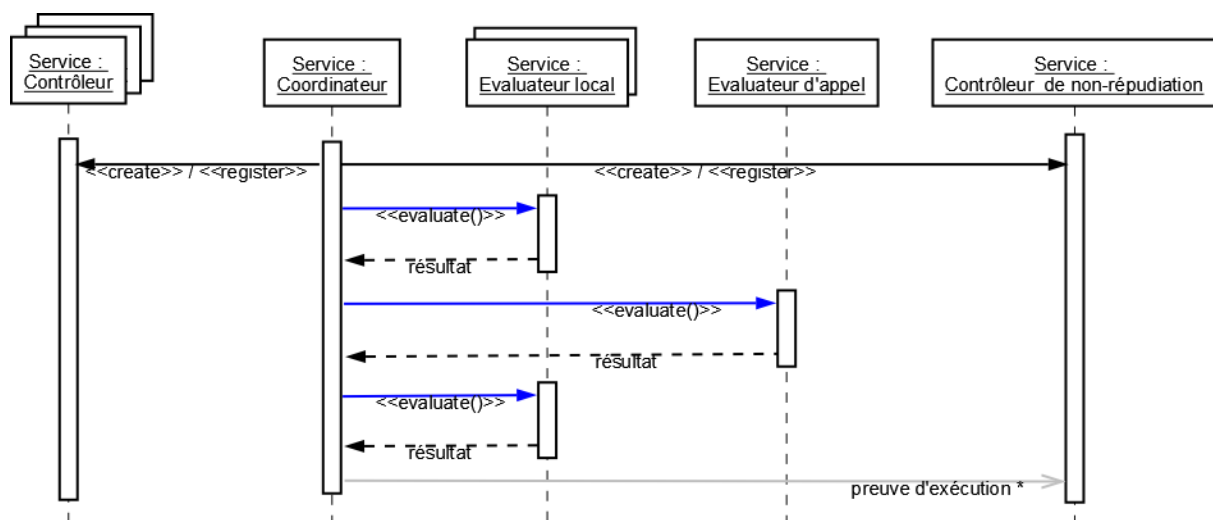 Service :
Contrôleur
Service :
Coordinateur
Service :
Evaluateur local
Service :
Evaluateur d'appel
Service :
Contrôleur de non-répudiation
<<create>> / <<register>>
<<create>> / <<register>>
<<evaluate()>>
résultat
<<evaluate()>>
résultat
<<evaluate()>>
résultat
preuve d'exécution *